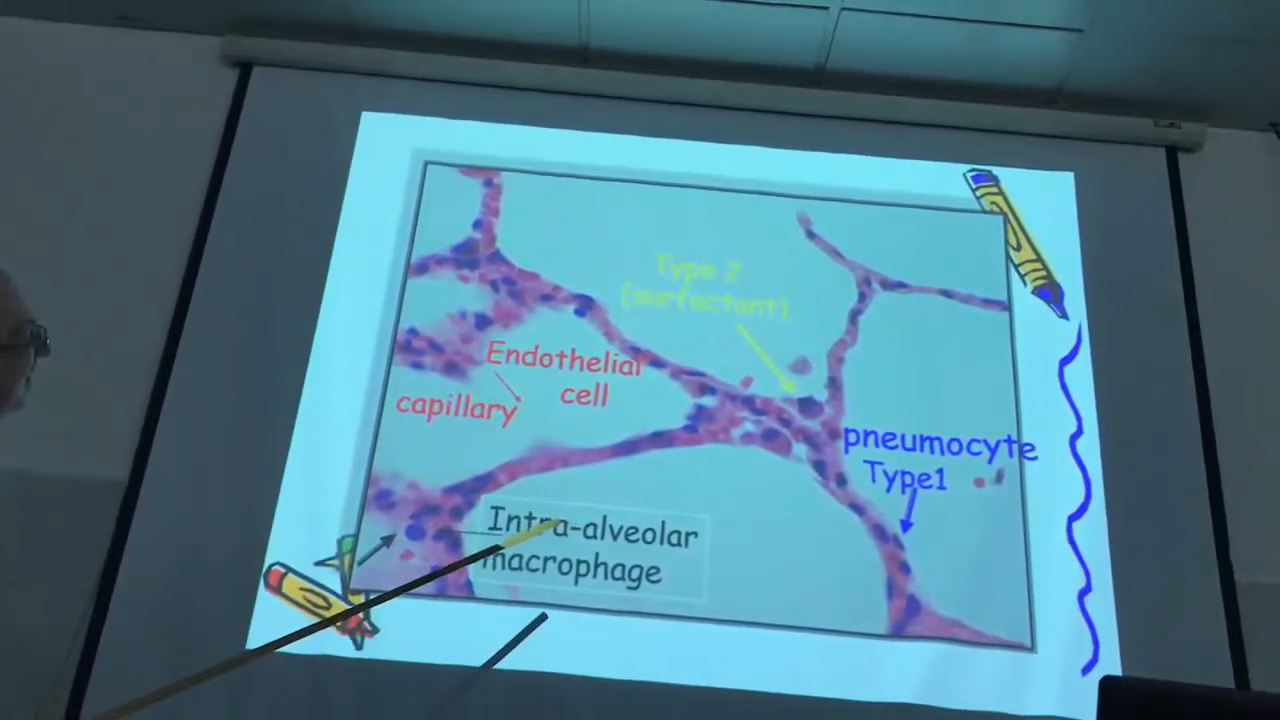 Type 2
(surfactant)
Endothelial
cell
capillary
pneumocyte
Type1
Intra-alveolar
macrophage